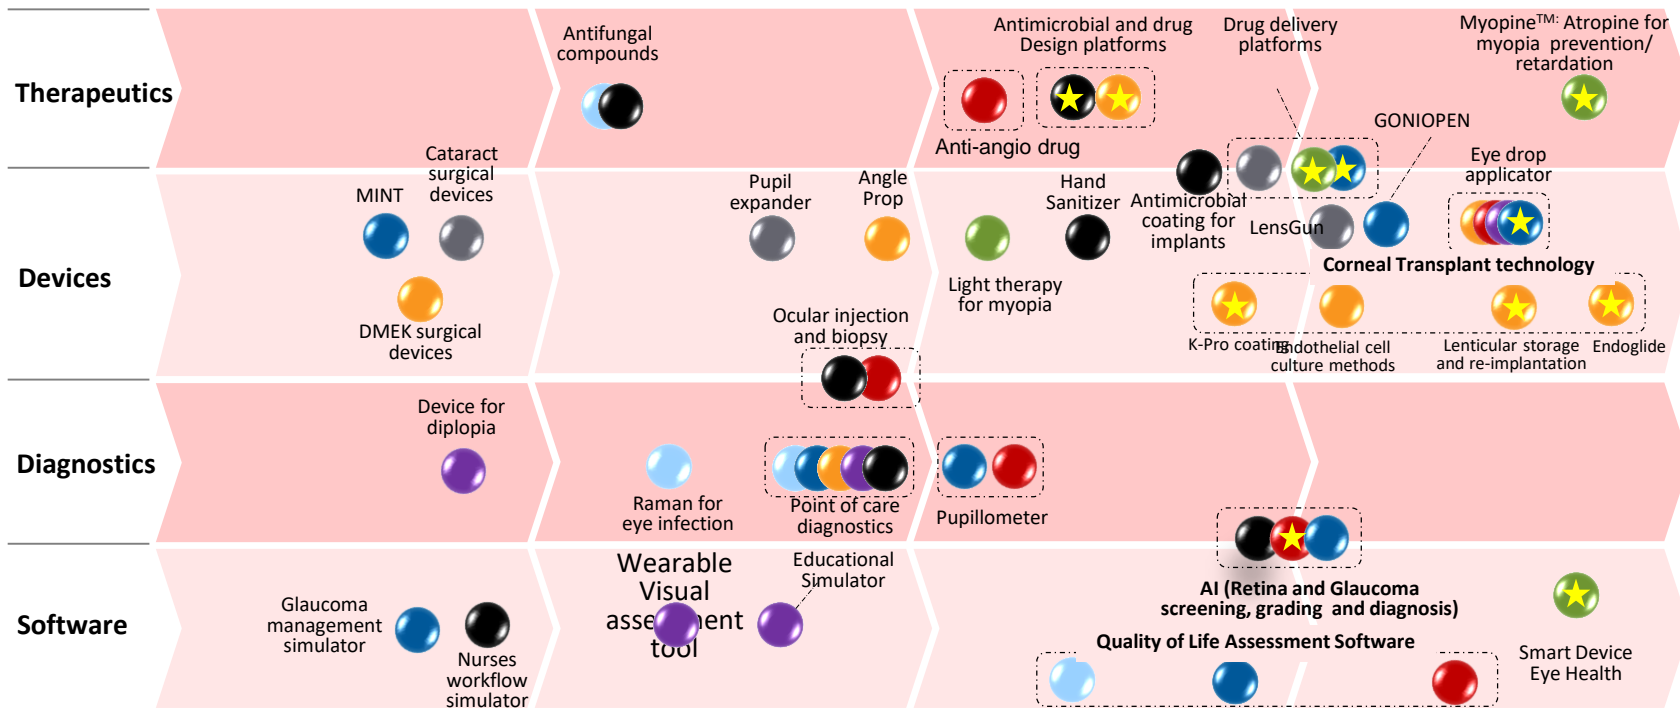 Therapeutics
Antifungal
compounds
Antimicrobial and drug
Design platforms
Drug delivery
platforms
Myopine™: Atropine for
myopia prevention/
retardation
Anti-angio drug
GONIOPEN
Devices
MINT
Cataract
surgical
devices
DMEK surgical
devices
Pupil
expander
Angle
Prop
Ocular injection
and biopsy
Hand
Sanitizer
Light therapy
for myopia
Antimicrobial
coating for
implants
LensGun
Eye drop
applicator
Corneal Transplant technology
K-Pro coating
Endothelial cell
culture methods
Lenticular storage
and re-implantation
Endoglide
Diagnostics
Device for
diplopia
Raman for
eye infection
Point of care
diagnostics
Pupillometer
Software
Glaucoma
management
simulator
Nurses
workflow
simulator
Wearable
Visual
assessment
tool
Educational
Simulator
AI (Retina and Glaucoma
screening, grading and diagnosis)
Quality of Life Assessment Software
Smart Device
Eye Health